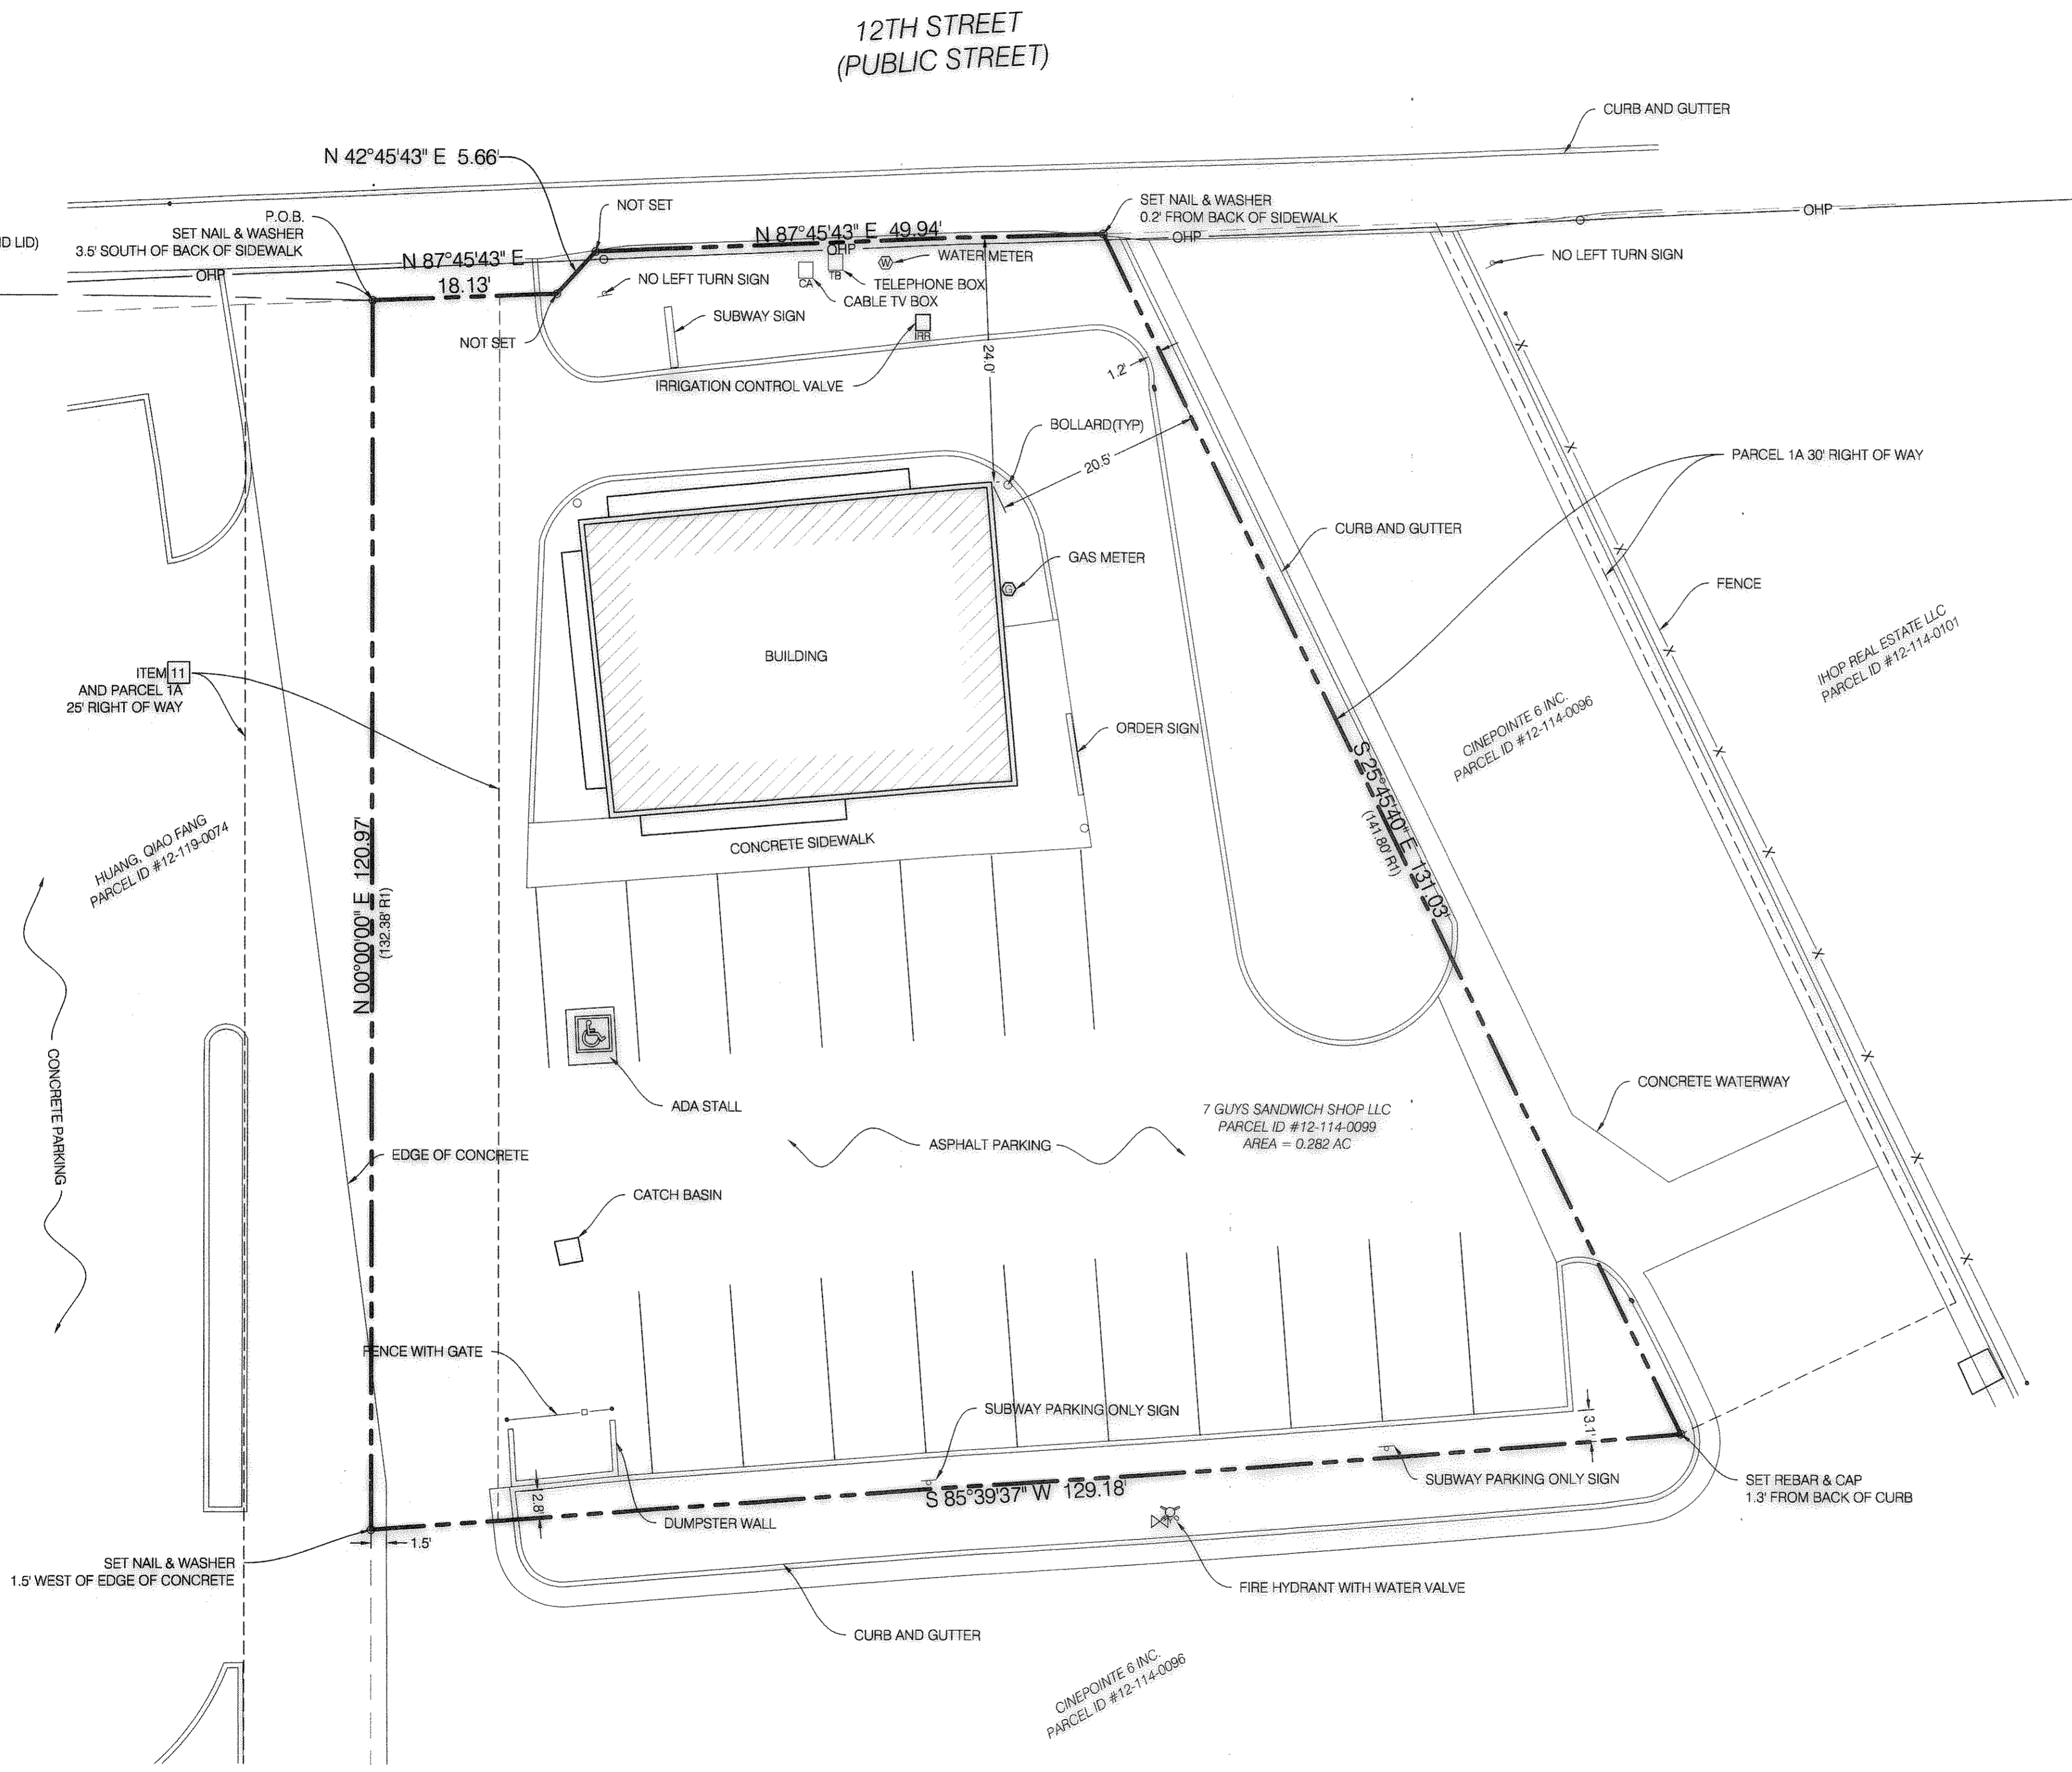 12TH STREET
(PUBLIC STREET)
CURB AND GUTTER
N 42°45'43" E 5.66'
NOT SET
SET NAIL & WASHER
0.2' FROM BACK OF SIDEWALK
P.O.B.
SET NAIL & WASHER
3.5' SOUTH OF BACK OF SIDEWALK
ID LID)
OHP
N 87°45'43" E
18.13'
N 87°45'43" E 49.94'
OHP
OHP
OHP
WATER METER
W
TELEPHONE BOX
TB
CABLE TV BOX
CA
NO LEFT TURN SIGN
NO LEFT TURN SIGN
SUBWAY SIGN
NOT SET
IRR
IRRIGATION CONTROL VALVE
24.0'
1.2'
BOLLARD(TYP)
20.5'
PARCEL 1A 30' RIGHT OF WAY
CURB AND GUTTER
GAS METER
G
FENCE
IHOP REAL ESTATE LLC
PARCEL ID #12-114-0101
BUILDING
ITEM 11
AND PARCEL 1A
25' RIGHT OF WAY
ORDER SIGN
CINEPOINTE 6 INC.
PARCEL ID #12-114-0096
S 25°45'40" E 131.03'
(141.80' R1)
HUANG, QIAO FANG
PARCEL ID #12-119-0074
N 00°00'00" E 120.97'
(132.38' R1)
CONCRETE SIDEWALK
CONCRETE PARKING
ADA STALL
CONCRETE WATERWAY
7 GUYS SANDWICH SHOP LLC
PARCEL ID #12-114-0099
AREA = 0.282 AC
ASPHALT PARKING
EDGE OF CONCRETE
CATCH BASIN
FENCE WITH GATE
SUBWAY PARKING ONLY SIGN
3.1'
SUBWAY PARKING ONLY SIGN
SET REBAR & CAP
1.3' FROM BACK OF CURB
2.8'
S 85°39'37" W 129.18'
DUMPSTER WALL
1.5'
SET NAIL & WASHER
1.5' WEST OF EDGE OF CONCRETE
FIRE HYDRANT WITH WATER VALVE
CURB AND GUTTER
CINEPOINTE 6 INC.
PARCEL ID #12-114-0096